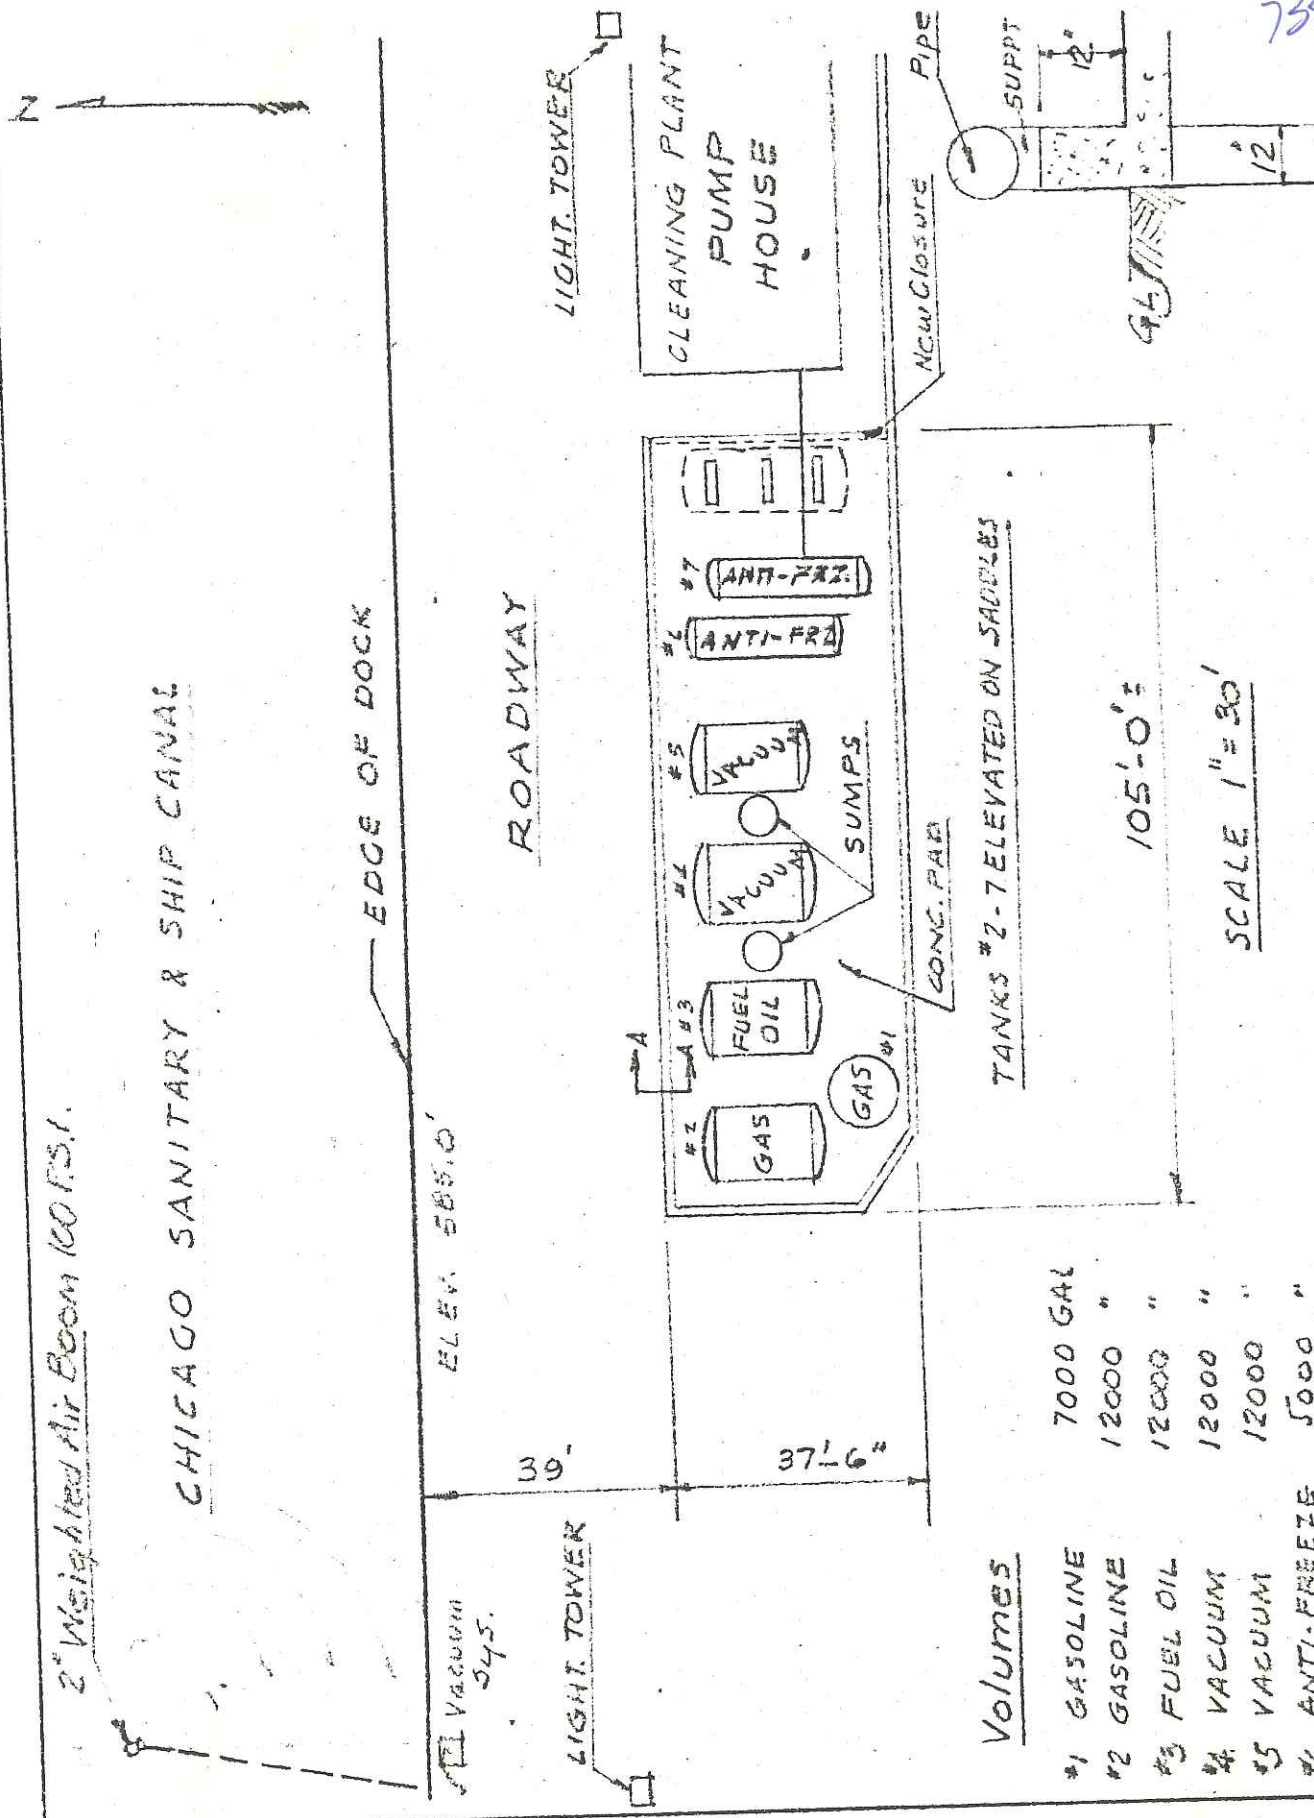 N
2" Weighted Air Boom 100 P.S.I.
CHICAGO SANITARY & SHIP CANAL
EDGE OF DOCK
ELEV. 585.0'
Vacuum
Sys.
LIGHT. TOWER
39'
37'-6"
ROADWAY
LIGHT. TOWER
CLEANING PLANT
PUMP
HOUSE
A
A
#2
GAS
#3
FUEL
OIL
GAS
#1
#4
VACUUM
#5
VACUUM
#6
ANTI-FRZ
#7
ANTI-FRZ.
SUMPS
CONC. PAD
New Closure
TANKS #2-7 ELEVATED ON SADDLES
105'-0"±
SCALE 1"=30'
Pipe
SUPPT
12"
12"
GL
Volumes
#1 GASOLINE 7000 GAL
#2 GASOLINE 12000 "
#3 FUEL OIL 12000 "
#4 VACUUM 12000 "
#5 VACUUM 12000 "
ANTI-FREEZE 5000 "